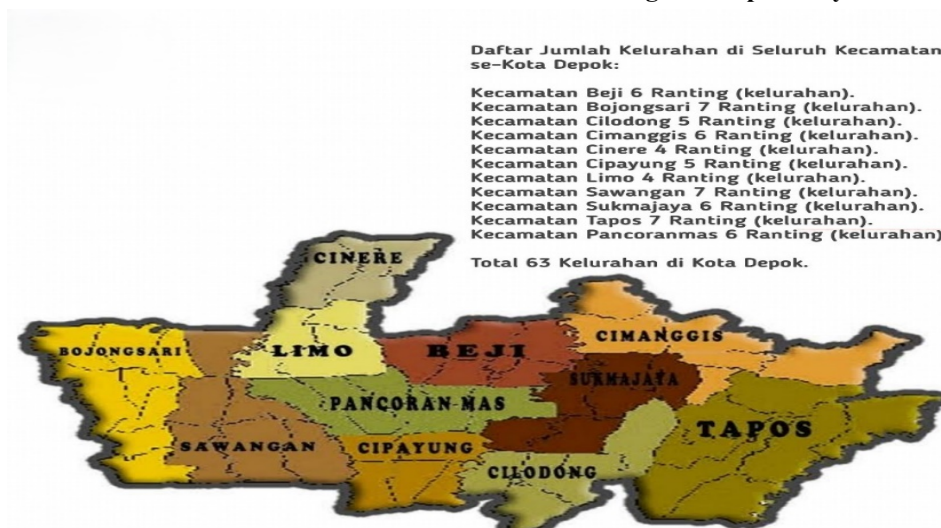 Daftar Jumlah Kelurahan di Seluruh Kecamatan
se-Kota Depok:
Kecamatan Beji 6 Ranting (kelurahan).
Kecamatan Bojongsari 7 Ranting (kelurahan).
Kecamatan Cilodong 5 Ranting (kelurahan).
Kecamatan Cimanggis 6 Ranting (kelurahan).
Kecamatan Cinere 4 Ranting (kelurahan).
Kecamatan Cipayung 5 Ranting (kelurahan).
Kecamatan Limo 4 Ranting (kelurahan).
Kecamatan Sawangan 7 Ranting (kelurahan).
Kecamatan Sukmajaya 6 Ranting (kelurahan).
Kecamatan Tapos 7 Ranting (kelurahan).
Kecamatan Pancoranmas 6 Ranting (kelurahan)
Total 63 Kelurahan di Kota Depok.
CINERE
CIMANGGIS
BOJONGSARI
LIMO
BEJI
SUKMAJAYA
PANCORAN MAS
TAPOS
SAWANGAN
CIPAYUNG
CILODONG